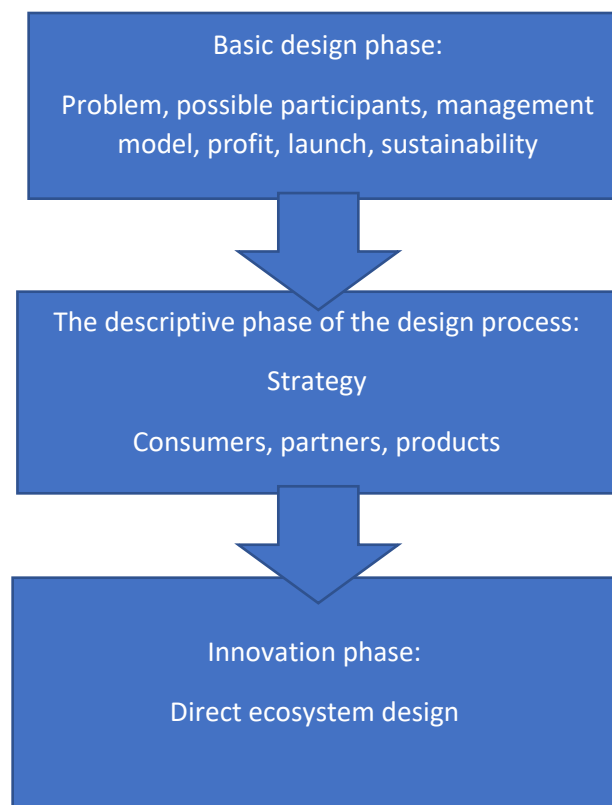 Basic design phase:
Problem, possible participants, management
model, profit, launch, sustainability
The descriptive phase of the design process:
Strategy
Consumers, partners, products
Innovation phase:
Direct ecosystem design